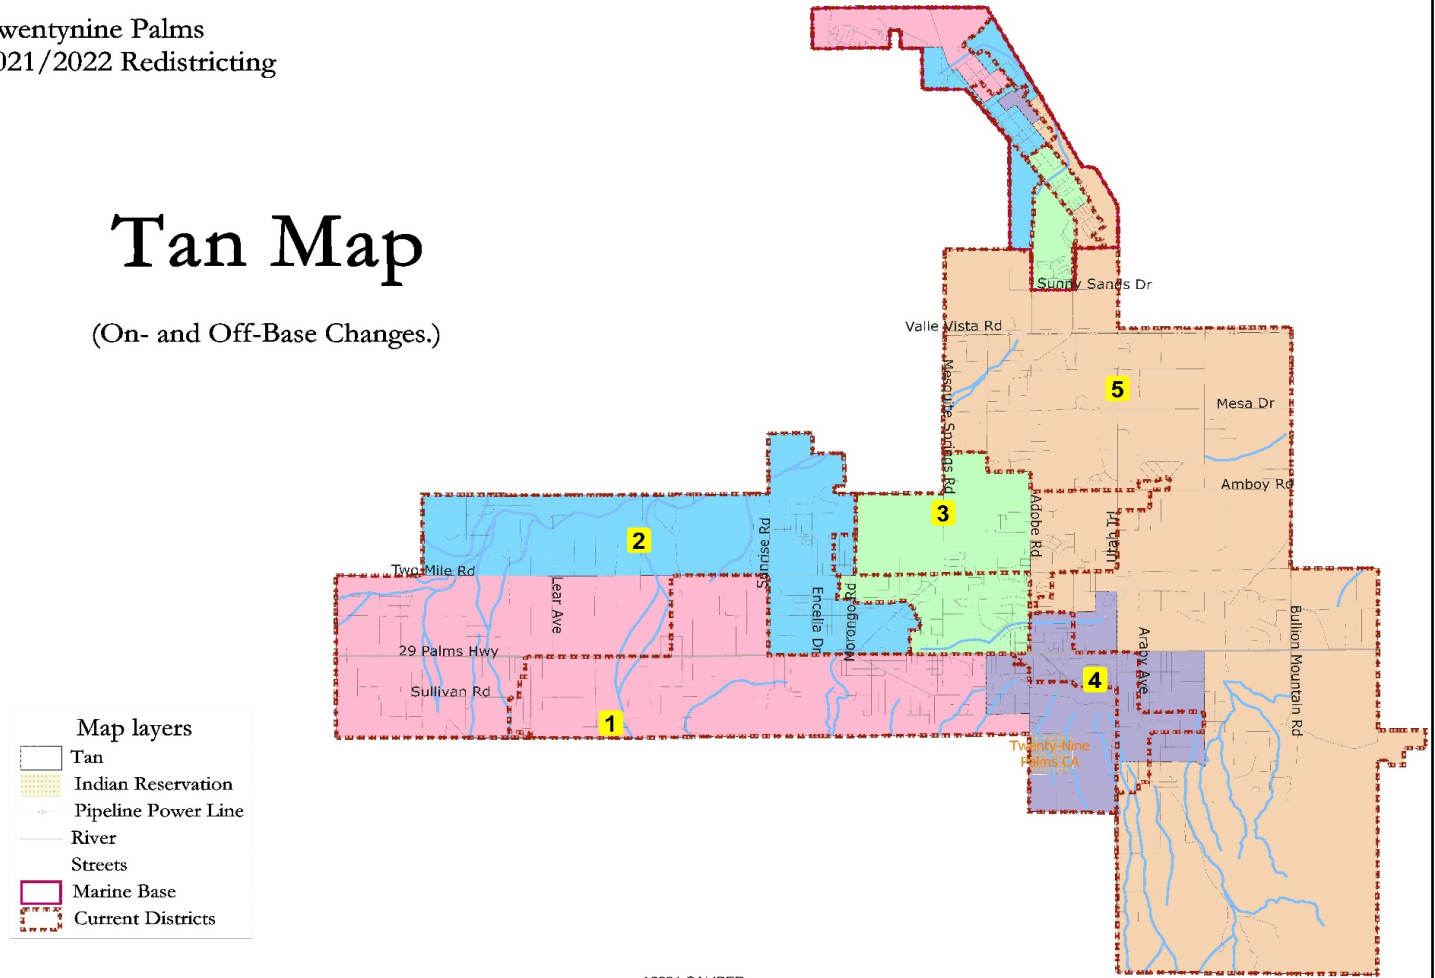 wentynine Palms
021/2022 Redistricting
Tan Map
(On- and Off-Base Changes.)
Sunny Sands Dr
Valle Vista Rd
Mesquite Springs Rd
5
Mesa Dr
Amboy Rd
3
Adobe Rd
Utah Tl
2
Sunrise Rd
Two Mile Rd
Lear Ave
Encelia Dr
Morongo Rd
Bullion Mountain Rd
Araby Ave
29 Palms Hwy
4
Sullivan Rd
1
Twenty-Nine
Palms CA
Map layers
Tan
Indian Reservation
Pipeline Power Line
River
Streets
Marine Base
Current Districts